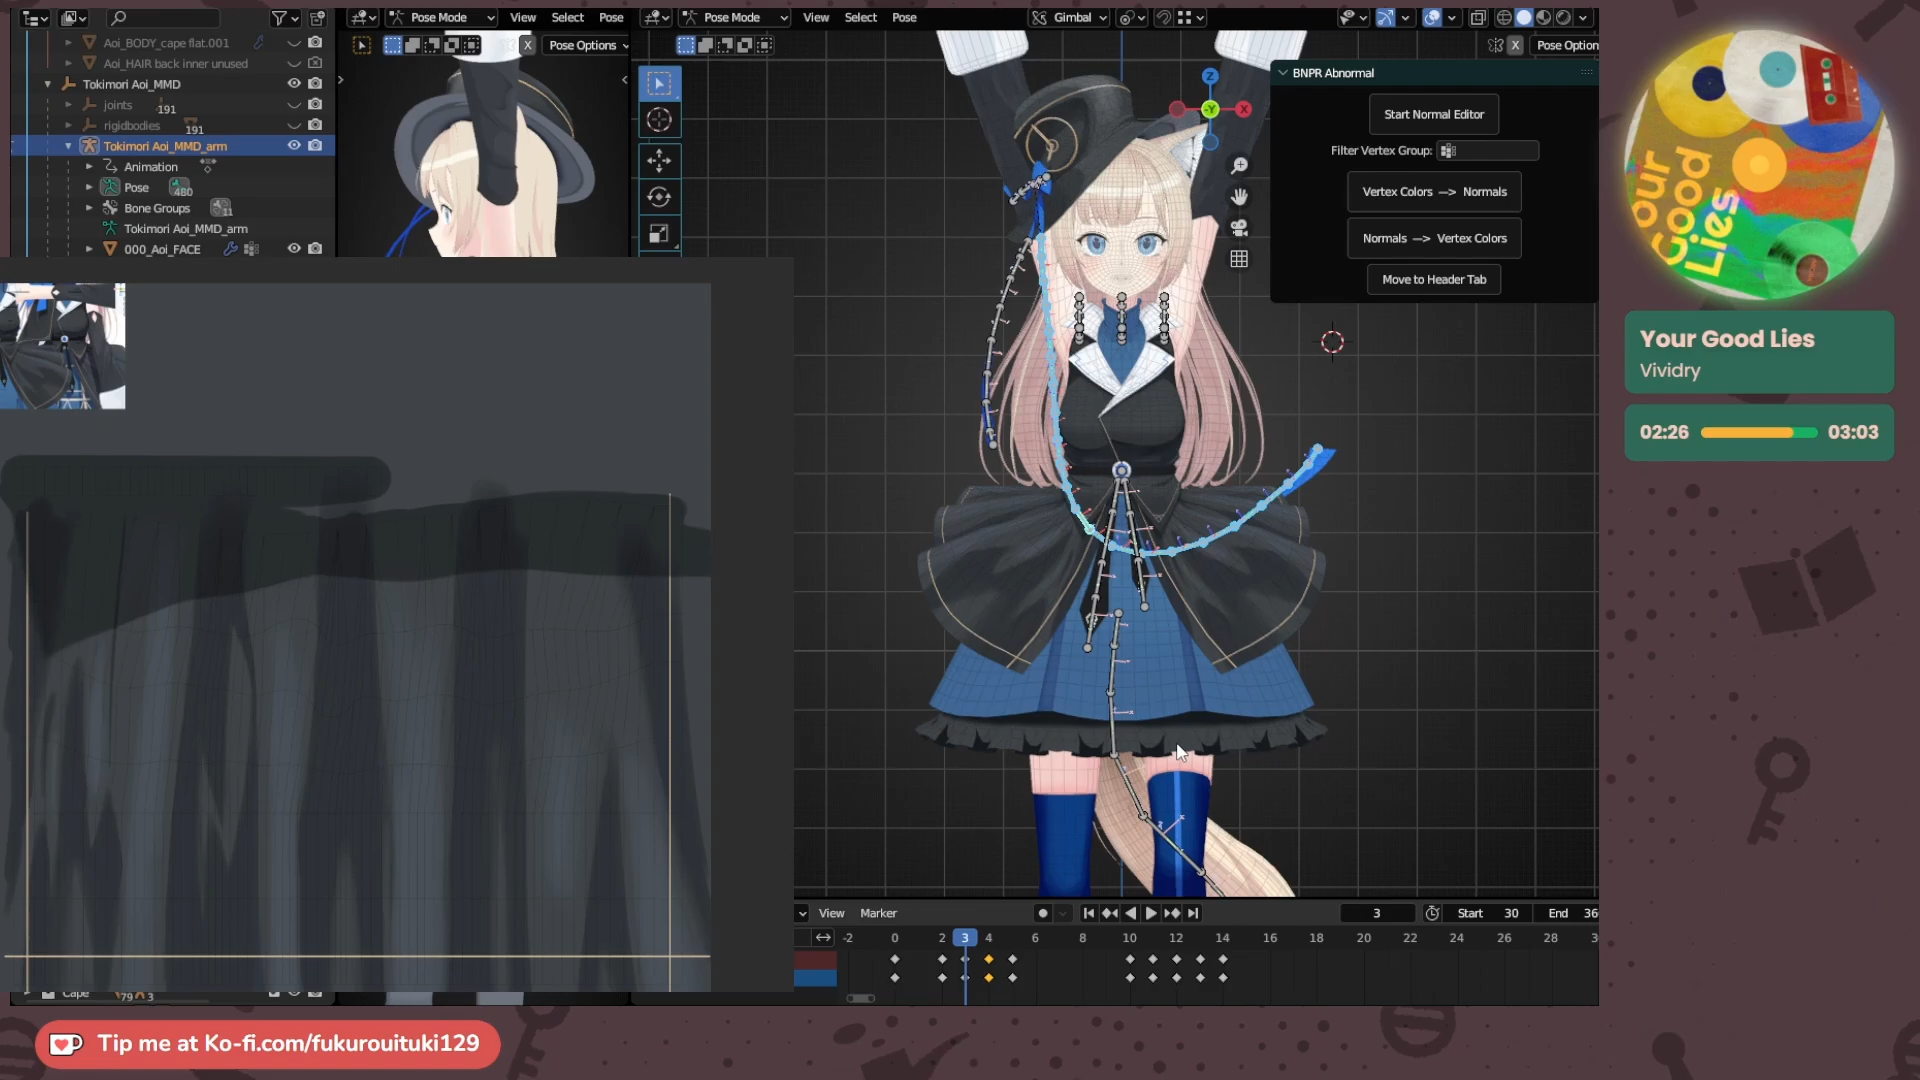 Pose Mode View Select Pose
Pose Mode View Select Pose Gimbal
Pose Options
X
Pose Option
X
Aoi_BODY_cape flat.001
Aoi_HAIR back inner unused
Tokimori Aoi_MMD
joints 191
rigidbodies 191
Tokimori Aoi_MMD_arm
Animation
Pose 480
Bone Groups 11
Tokimori Aoi_MMD_arm
000_Aoi_FACE
Cape 79 3
Z
-Y
X
BNPR Abnormal
Start Normal Editor
Filter Vertex Group:
Vertex Colors —> Normals
Normals —> Vertex Colors
Move to Header Tab
View Marker
3 Start 30 End 36
-2 0 2 3 4 6 8 10 12 14 16 18 20 22 24 26 28 3
Your Good Lies
Your Good Lies
Vividry
02:26 03:03
Tip me at Ko-fi.com/fukurouituki129